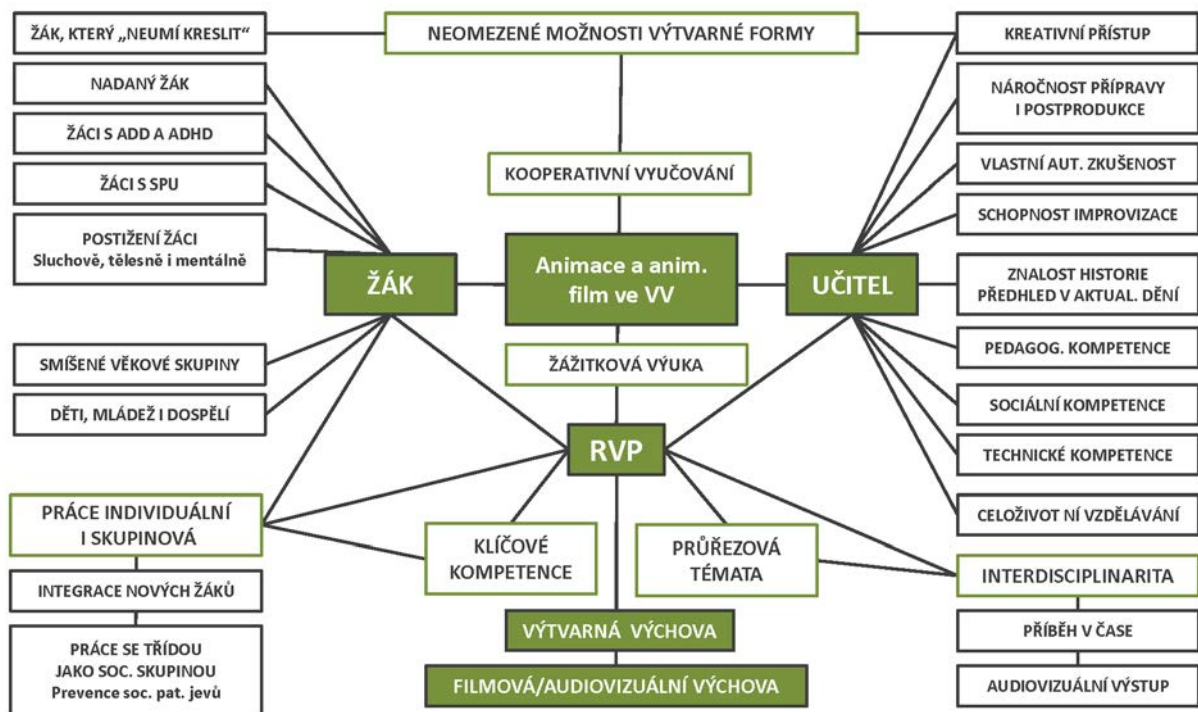 ŽÁK, KTERÝ „NEUMÍ KRESLIT“
NEOMEZENÉ MOŽNOSTI VÝTVARNÉ FORMY
KREATIVNÍ PŘÍSTUP
NADANÝ ŽÁK
NÁROČNOST PŘÍPRAVY
I POSTPRODUKCE
ŽÁCI S ADD A ADHD
KOOPERATIVNÍ VYUČOVÁNÍ
VLASTNÍ AUT. ZKUŠENOST
ŽÁCI S SPU
SCHOPNOST IMPROVIZACE
POSTIŽENÍ ŽÁCI
Sluchově, tělesně i mentálně
ŽÁK
Animace a anim.
film ve VV
UČITEL
ZNALOST HISTORIE
PŘEDHLED V AKTUAL. DĚNÍ
SMÍŠENÉ VĚKOVÉ SKUPINY
ŽÁŽITKOVÁ VÝUKA
PEDAGOG. KOMPETENCE
DĚTI, MLÁDEŽ I DOSPĚLÍ
SOCIÁLNÍ KOMPETENCE
RVP
TECHNICKÉ KOMPETENCE
PRÁCE INDIVIDUÁLNÍ
I SKUPINOVÁ
KLÍČOVÉ
KOMPETENCE
PRŮŘEZOVÁ
TÉMATA
CELOŽIVOT NÍ VZDĚLÁVÁNÍ
INTERDISCIPLINARITA
INTEGRACE NOVÝCH ŽÁKŮ
VÝTVARNÁ VÝCHOVA
PŘÍBĚH V ČASE
PRÁCE SE TŘÍDOU
JAKO SOC. SKUPINOU
Prevence soc. pat. jevů
FILMOVÁ/AUDIOVIZUÁLNÍ VÝCHOVA
AUDIOVIZUÁLNÍ VÝSTUP